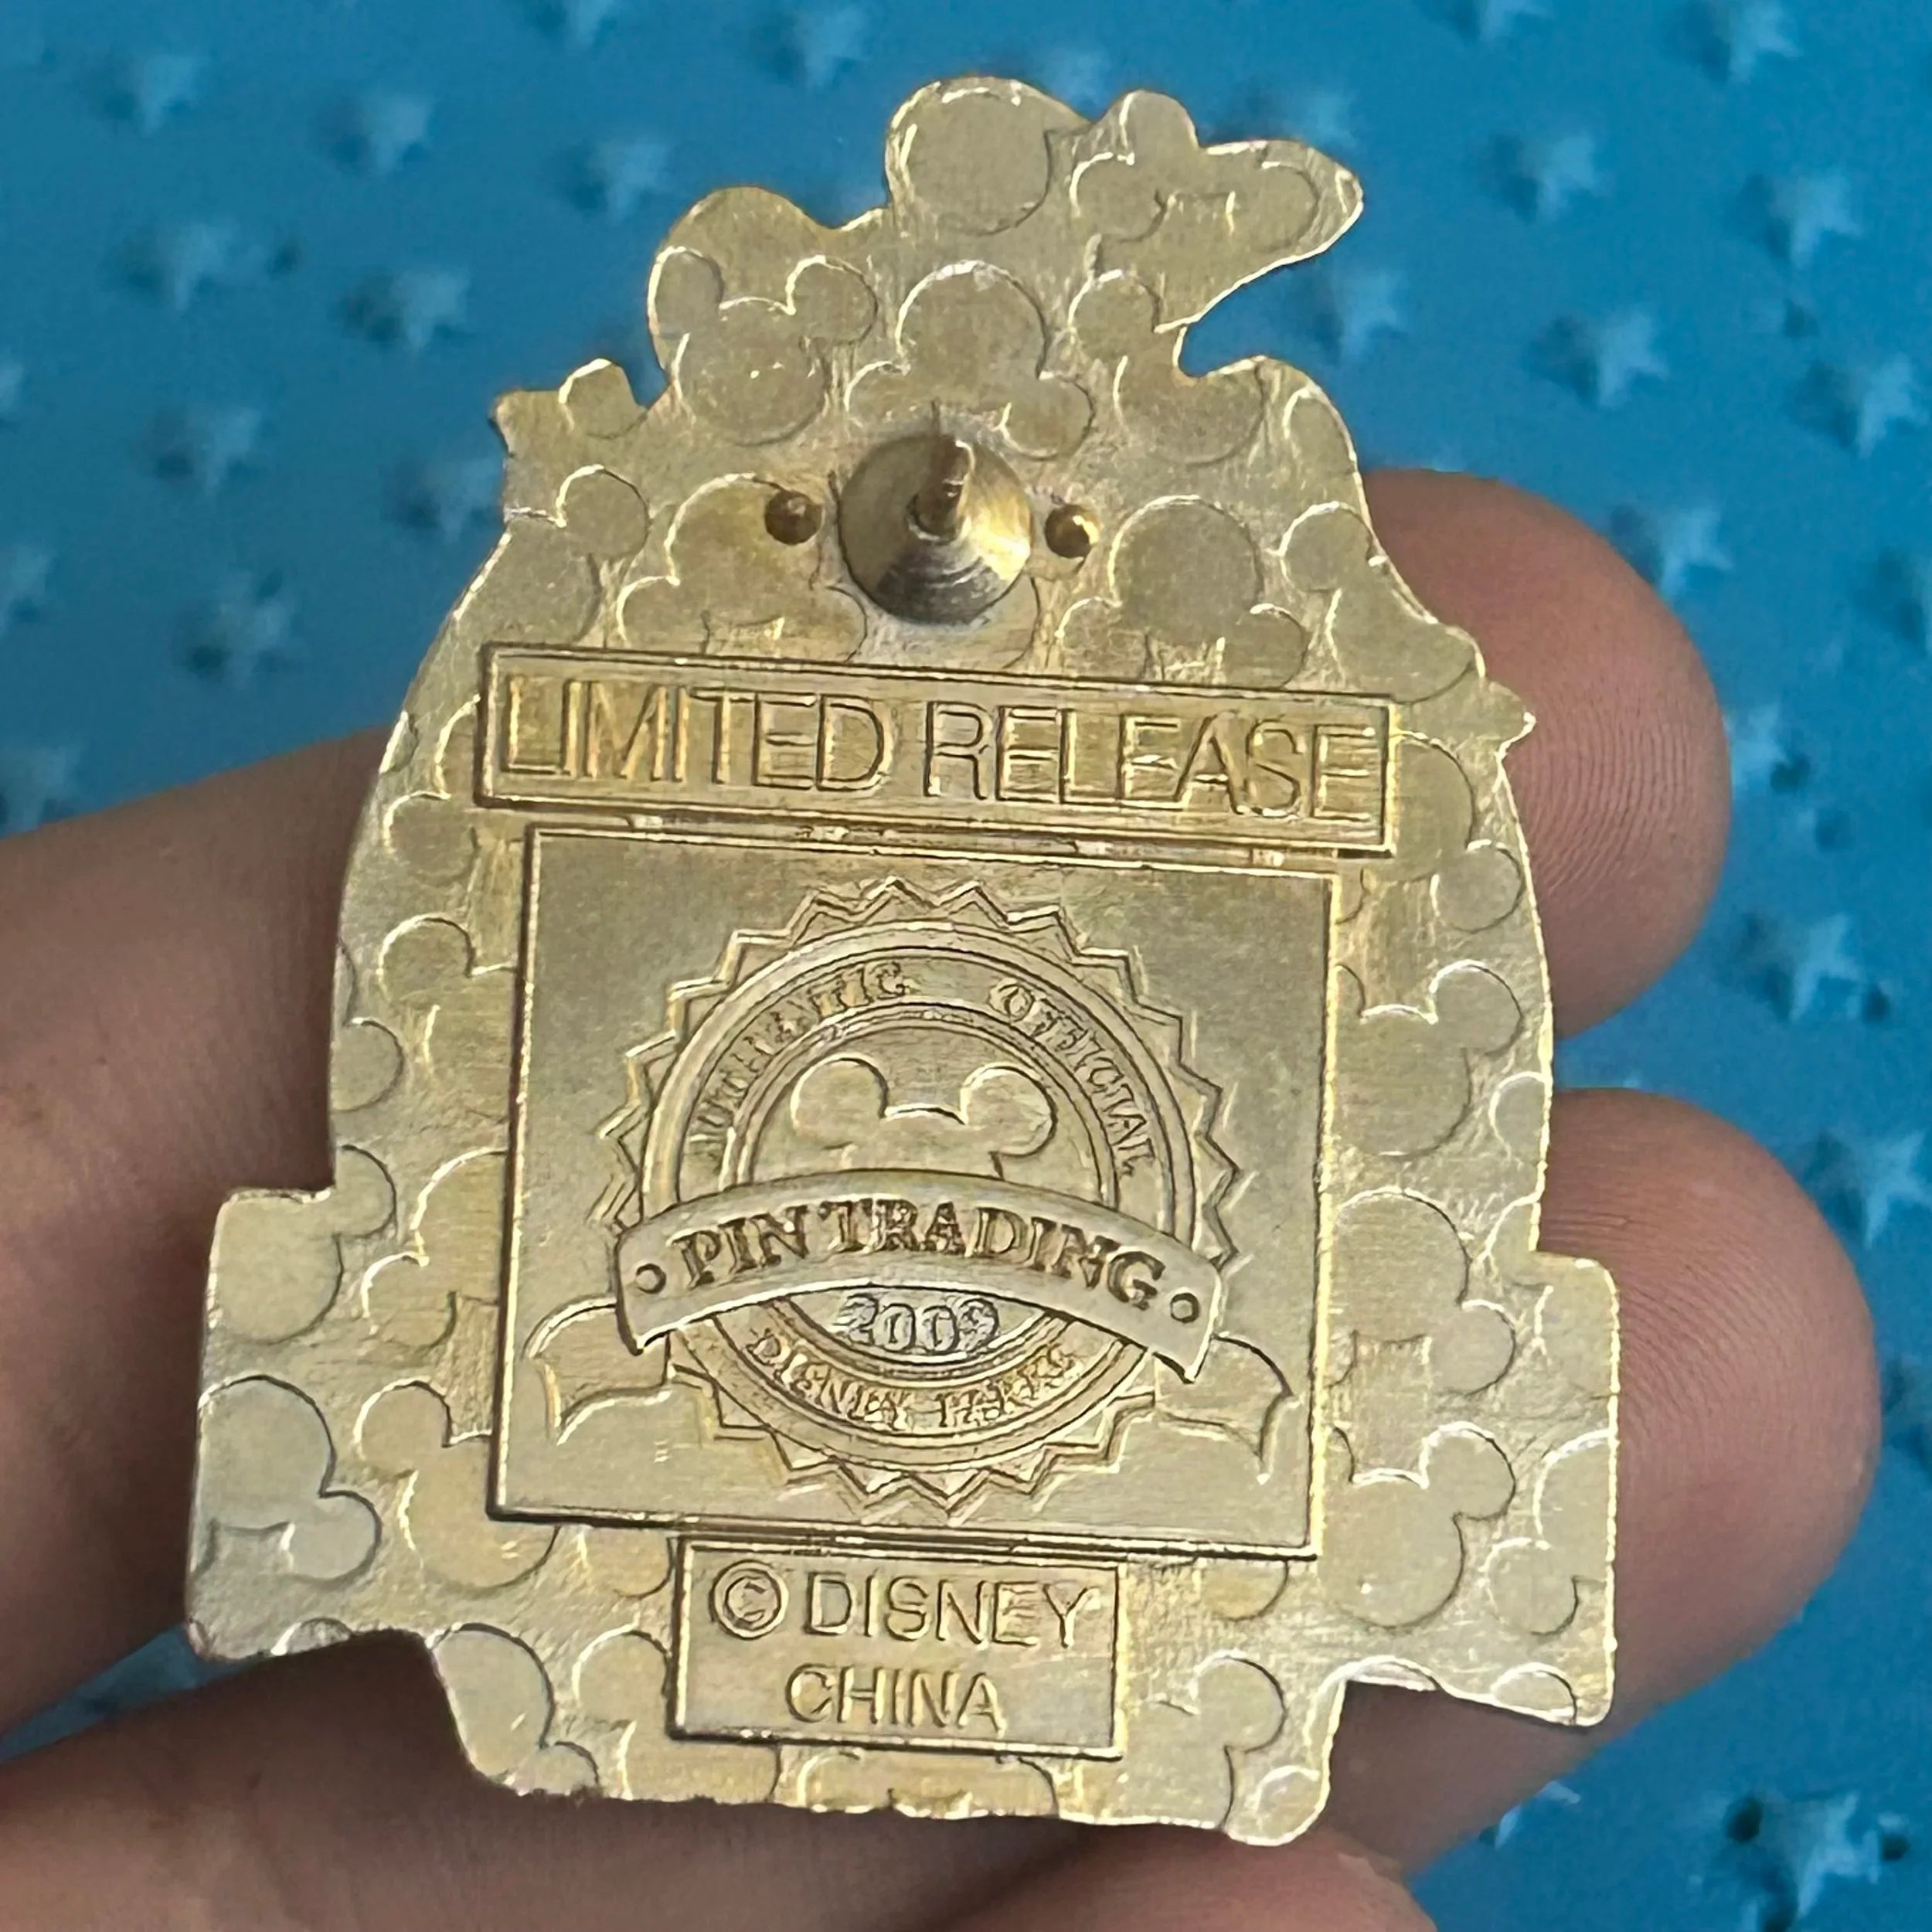 LIMITED RELEASE
AUTHENTIC OFFICIAL
PIN TRADING
2009
DISNEY PARKS
© DISNEY
CHINA